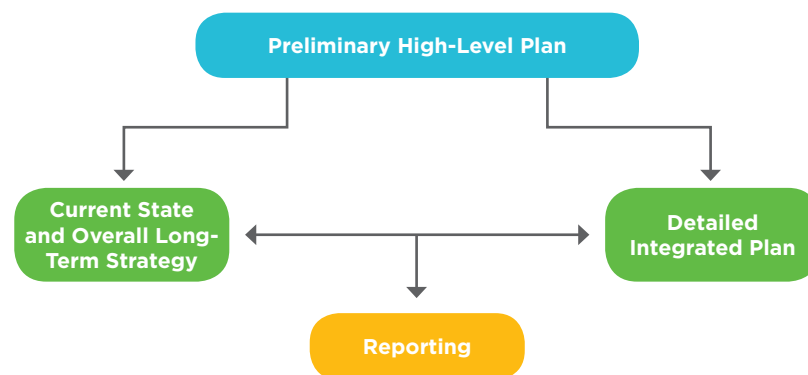 Preliminary High-Level Plan
Current State
and Overall Long-
Term Strategy
Detailed
Integrated Plan
Reporting